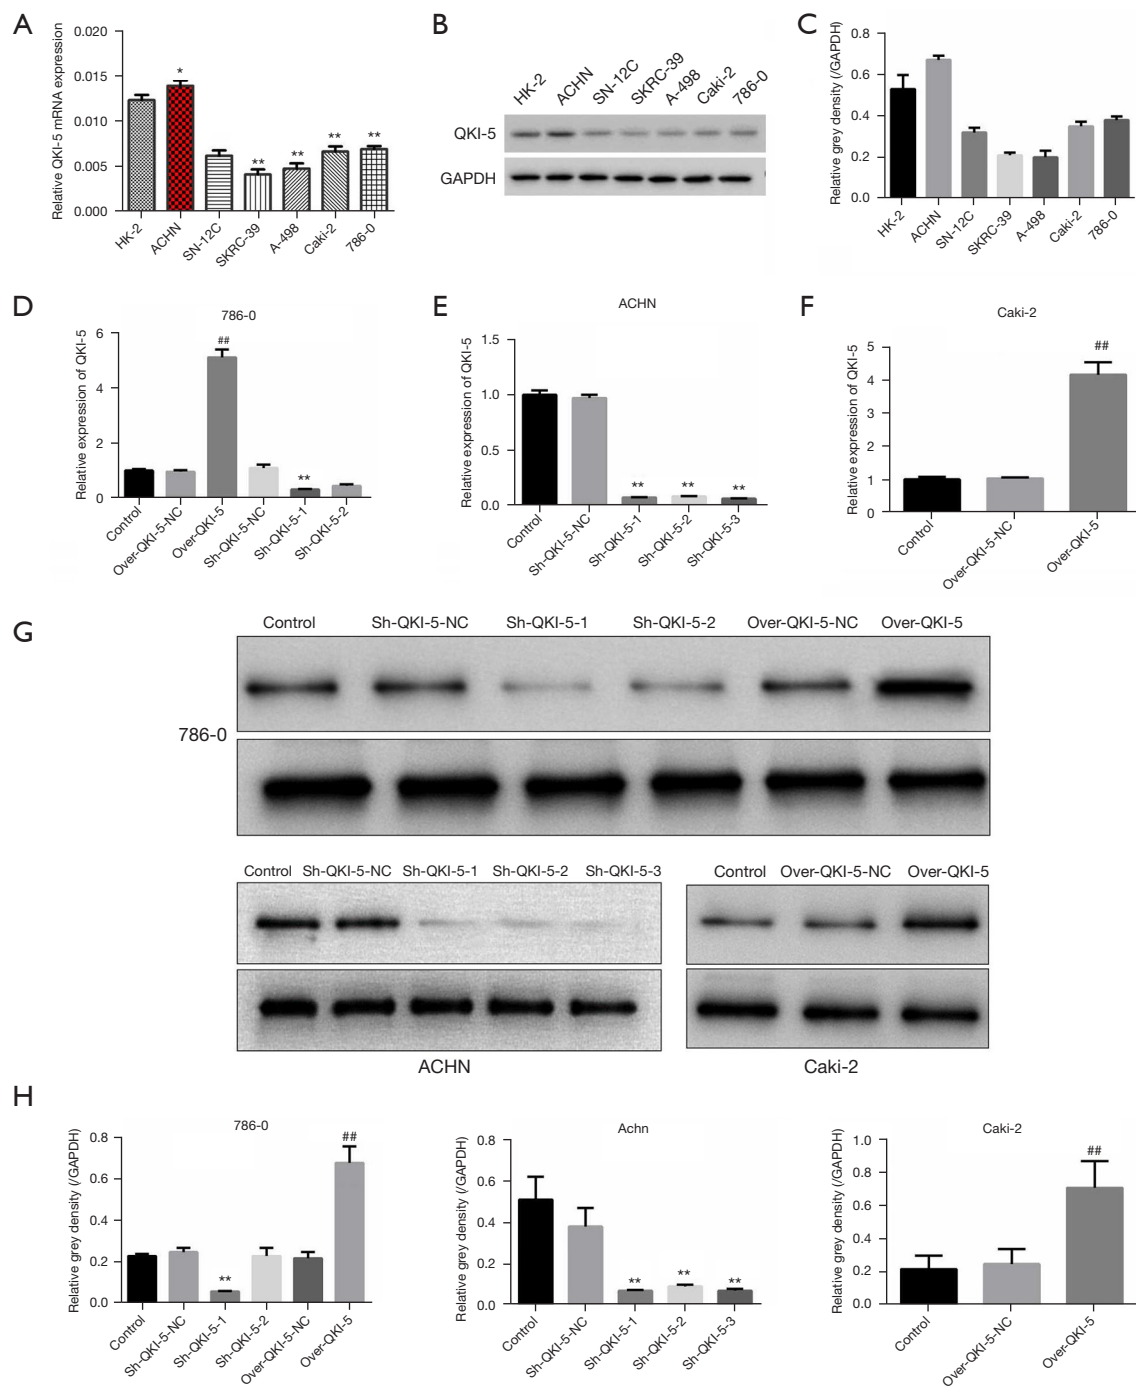 A
Relative QKI-5 mRNA expression
0.020
0.015
0.010
0.005
0.000
*
**
**
**
**
HK-2
ACHN
SN-12C
SKRC-39
A-498
Caki-2
786-0
B
HK-2
ACHN
SN-12C
SKRC-39
A-498
Caki-2
786-0
QKI-5
GAPDH
C
Relative grey density (/GAPDH)
0.8
0.6
0.4
0.2
0.0
HK-2
ACHN
SN-12C
SKRC-39
A-498
Caki-2
786-0
D
786-0
Relative expression of QKI-5
6
4
2
0
##
**
Control
Over-QKI-5-NC
Over-QKI-5
Sh-QKI-5-NC
Sh-QKI-5-1
Sh-QKI-5-2
E
ACHN
Relative expression of QKI-5
1.5
1.0
0.5
0.0
**
**
**
Control
Sh-QKI-5-NC
Sh-QKI-5-1
Sh-QKI-5-2
Sh-QKI-5-3
F
Caki-2
Relative expression of QKI-5
5
4
3
2
1
0
##
Control
Over-QKI-5-NC
Over-QKI-5
G
Control Sh-QKI-5-NC Sh-QKI-5-1 Sh-QKI-5-2 Over-QKI-5-NC Over-QKI-5
786-0
Control Sh-QKI-5-NC Sh-QKI-5-1 Sh-QKI-5-2 Sh-QKI-5-3
ACHN
Control Over-QKI-5-NC Over-QKI-5
Caki-2
H
786-0
Relative grey density (/GAPDH)
0.8
0.6
0.4
0.2
0.0
**
##
Control
Sh-QKI-5-NC
Sh-QKI-5-1
Sh-QKI-5-2
Over-QKI-5-NC
Over-QKI-5
Achn
Relative grey density (/GAPDH)
0.8
0.6
0.4
0.2
0.0
**
**
**
Control
Sh-QKI-5-NC
Sh-QKI-5-1
Sh-QKI-5-2
Sh-QKI-5-3
Caki-2
Relative grey density (/GAPDH)
1.0
0.8
0.6
0.4
0.2
0.0
##
Control
Over-QKI-5-NC
Over-QKI-5